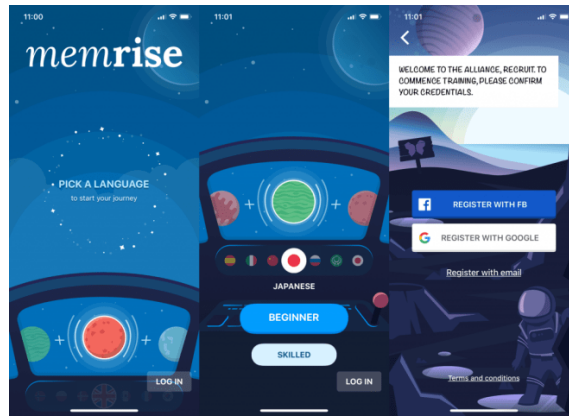 11:00
memrise
PICK A LANGUAGE
to start your journey
LOG IN
11:01
JAPANESE
BEGINNER
SKILLED
LOG IN
11:01
WELCOME TO THE ALLIANCE, RECRUIT. TO
COMMENCE TRAINING, PLEASE CONFIRM
YOUR CREDENTIALS.
REGISTER WITH FB
REGISTER WITH GOOGLE
Register with email
Terms and conditions